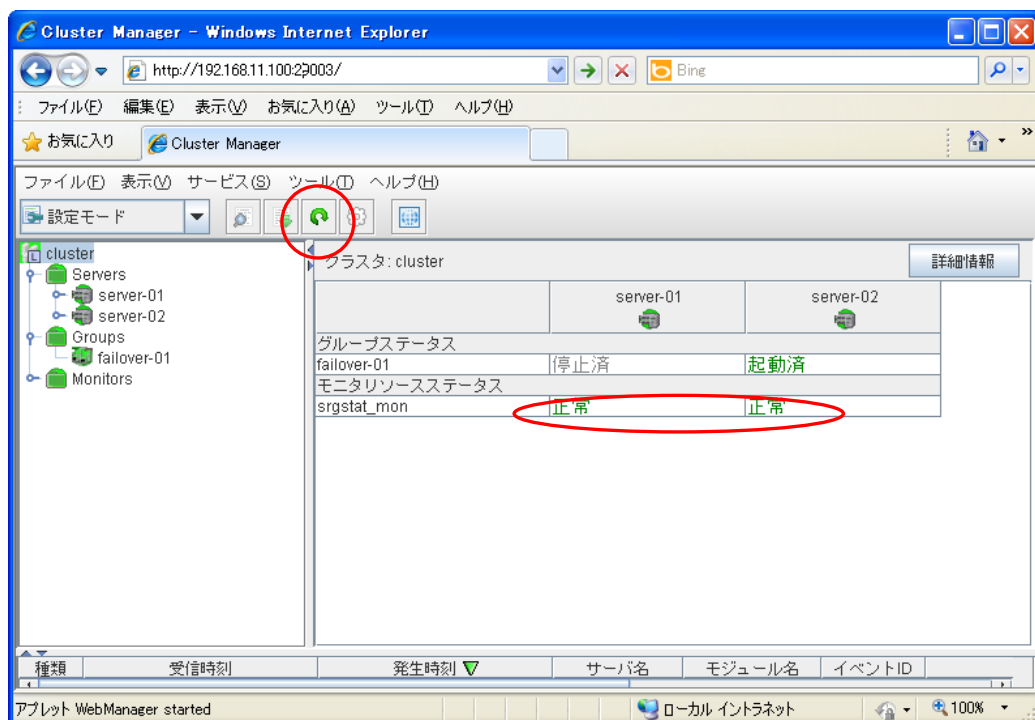 Cluster Manager - Windows Internet Explorer
http://192.168.11.100:29003/
Bing
ファイル(F) 編集(E) 表示(V) お気に入り(A) ツール(T) ヘルプ(H)
お気に入り
Cluster Manager
ファイル(F) 表示(V) サービス(S) ツール(T) ヘルプ(H)
設定モード
cluster
Servers
server-01
server-02
Groups
failover-01
Monitors
クラスタ: cluster
詳細情報
server-01 server-02
グループステータス
failover-01 停止済 起動済
モニタリソースステータス
srgstat_mon 正常 正常
種類 受信時刻 発生時刻 サーバ名 モジュール名 イベントID
アプレット WebManager started
ローカル イントラネット
100%